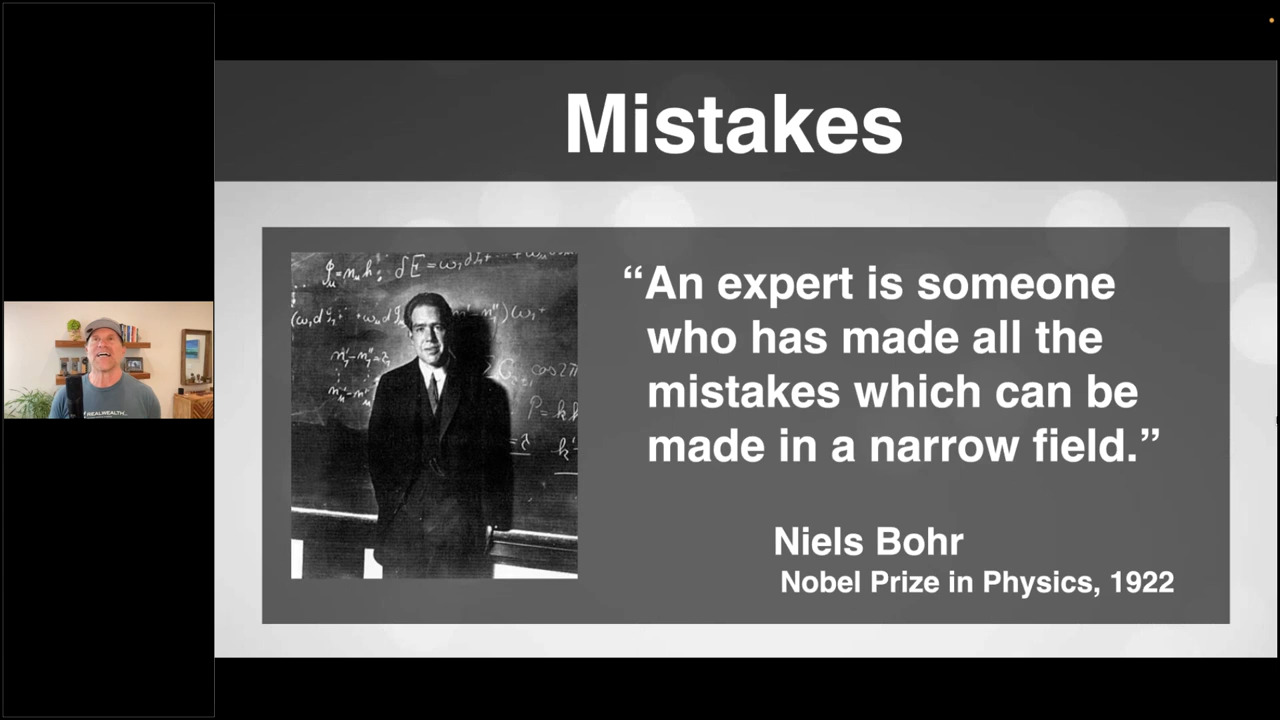 Mistakes
“An expert is someone
who has made all the
mistakes which can be
made in a narrow field.”
Niels Bohr
Nobel Prize in Physics, 1922
REALWEALTH